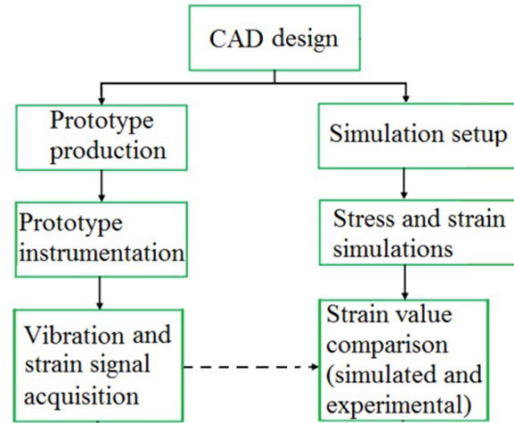 CAD design
Prototype
production
Simulation setup
Prototype
instrumentation
Stress and strain
simulations
Vibration and
strain signal
acquisition
Strain value
comparison
(simulated and
experimental)